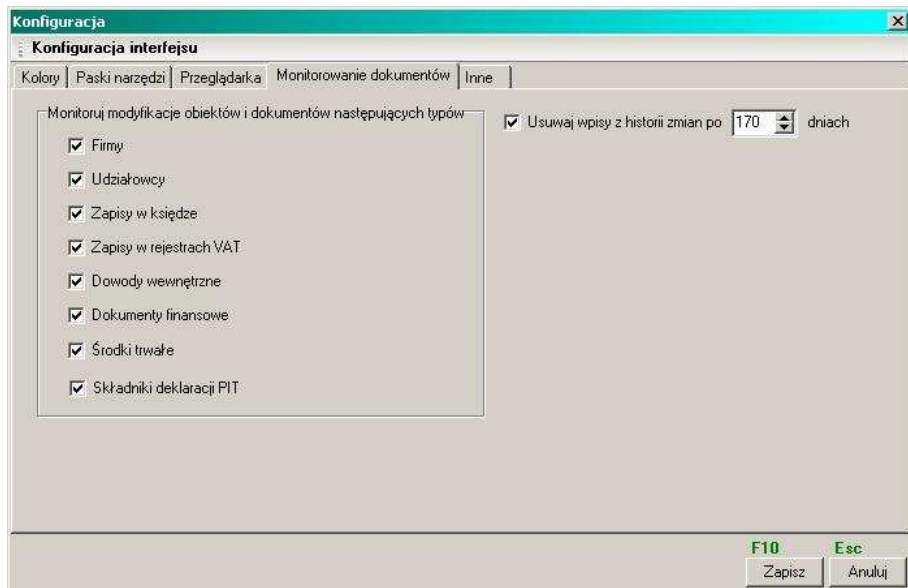 Konfiguracja
Konfiguracja interfejsu
Kolory Paski narzędzi Przeglądarka Monitorowanie dokumentów Inne
Monitoruj modyfikacje obiektów i dokumentów następujących typów
Usuwaj wpisy z historii zmian po 170 dniach
Firmy
Udziałowcy
Zapisy w księdze
Zapisy w rejestrach VAT
Dowody wewnętrzne
Dokumenty finansowe
Środki trwałe
Składniki deklaracji PIT
F10 Esc
Zapisz Anuluj